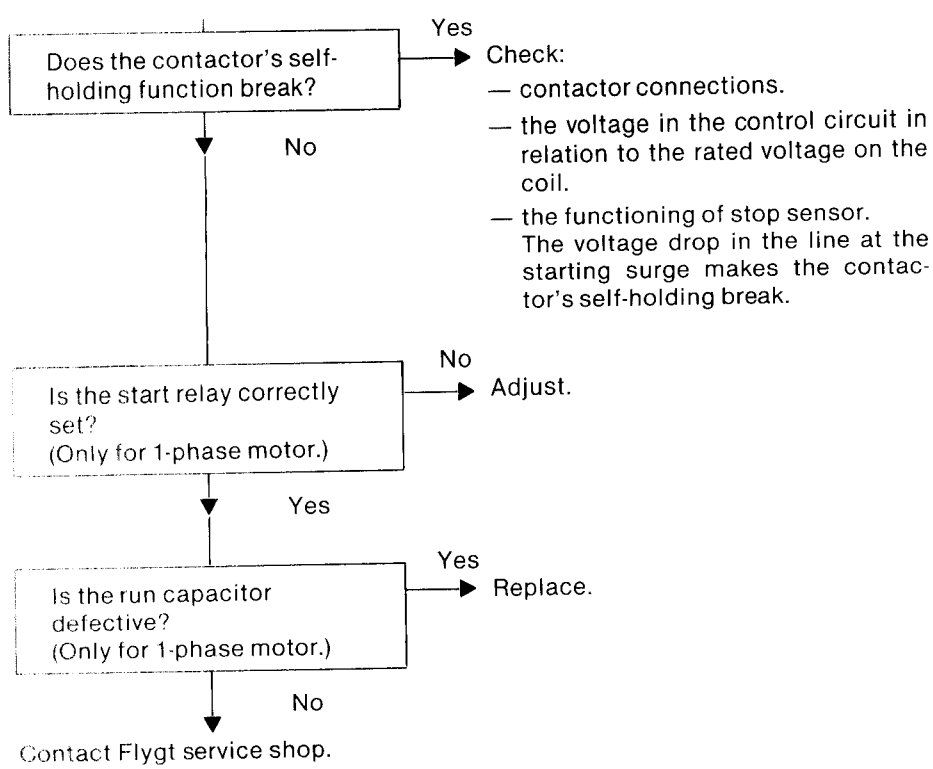 Yes
Does the contactor's self-
holding function break?
Check:
— contactor connections.
— the voltage in the control circuit in
relation to the rated voltage on the
coil.
— the functioning of stop sensor.
The voltage drop in the line at the
starting surge makes the contac-
tor's self-holding break.
No
No
Is the start relay correctly
set?
(Only for 1-phase motor.)
Adjust.
Yes
Yes
Is the run capacitor
defective?
(Only for 1-phase motor.)
Replace.
No
Contact Flygt service shop.